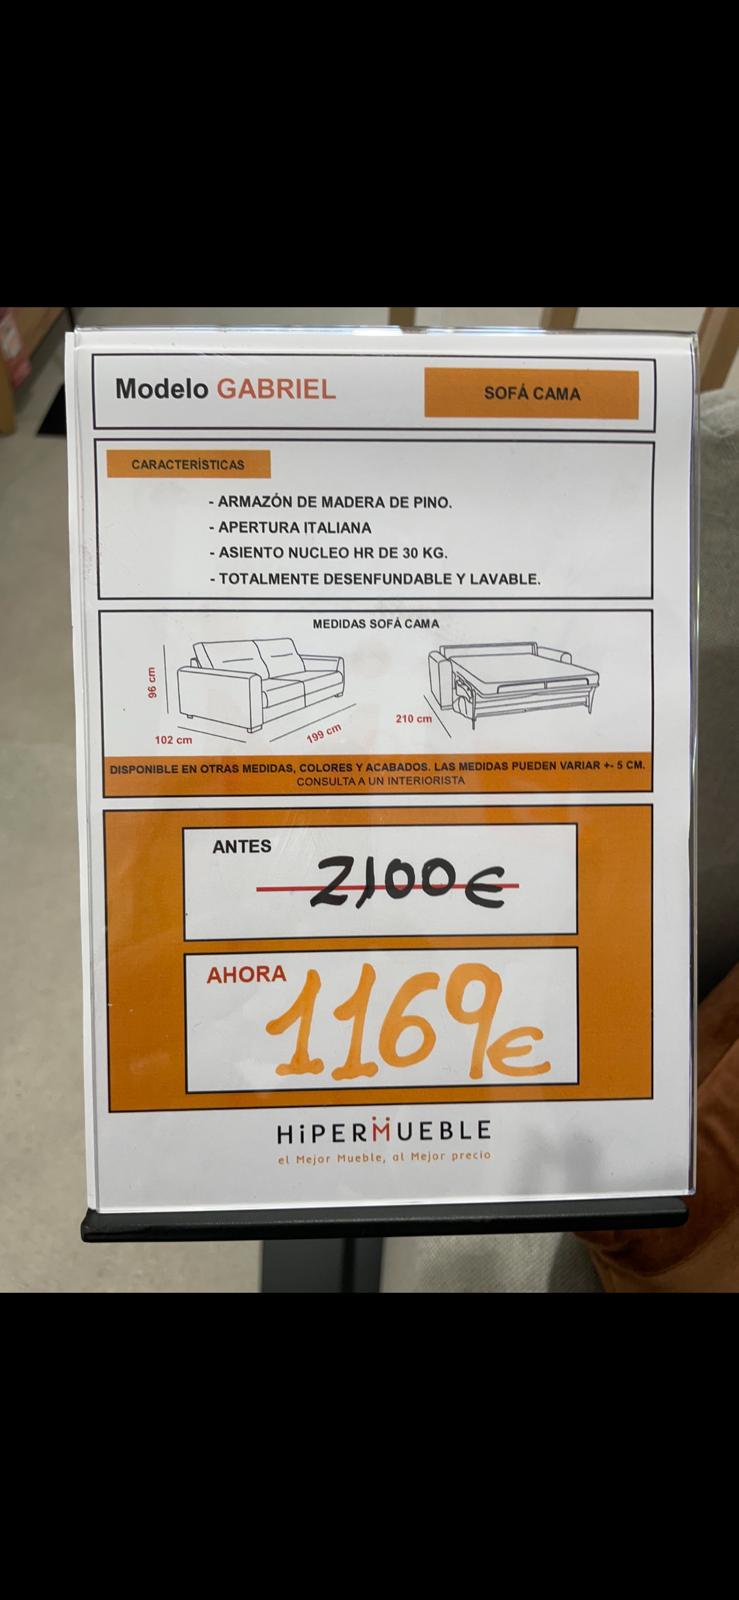 Modelo GABRIEL
SOFÁ CAMA
CARACTERÍSTICAS
- ARMAZÓN DE MADERA DE PINO.
- APERTURA ITALIANA
- ASIENTO NUCLEO HR DE 30 KG.
- TOTALMENTE DESENFUNDABLE Y LAVABLE.
MEDIDAS SOFÁ CAMA
96 cm
102 cm
199 cm
210 cm
DISPONIBLE EN OTRAS MEDIDAS, COLORES Y ACABADOS. LAS MEDIDAS PUEDEN VARIAR +- 5 CM.
CONSULTA A UN INTERIORISTA
ANTES
2,100€
AHORA
1169€
HiPERMUEBLE
el Mejor Mueble, al Mejor precio